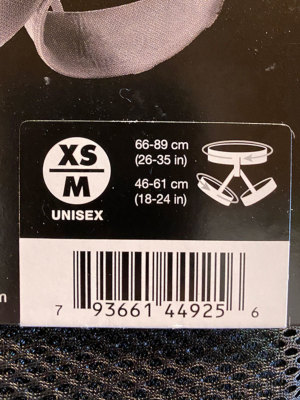 XS
M
UNISEX
66-89 cm
(26-35 in)
46-61 cm
(18-24 in)
m
7 93661 44925 6